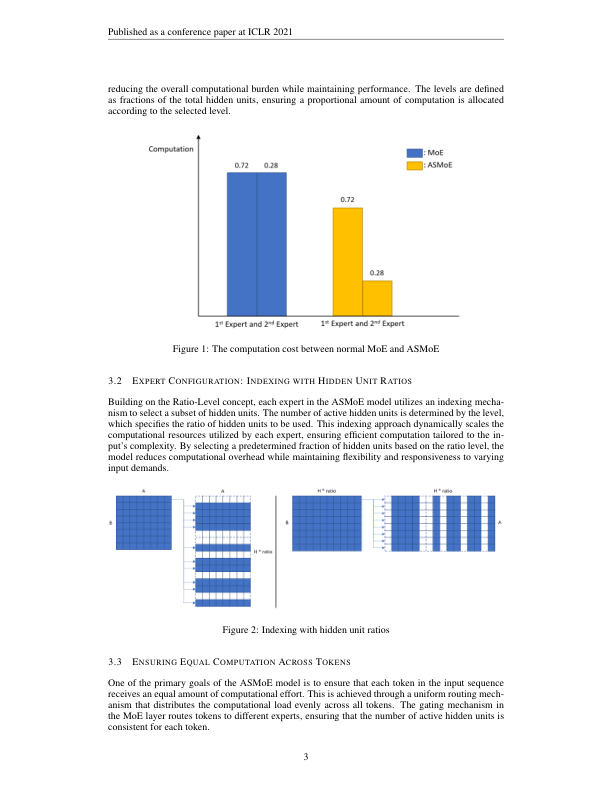 Published as a conference paper at ICLR 2021
reducing the overall computational burden while maintaining performance. The levels are defined
as fractions of the total hidden units, ensuring a proportional amount of computation is allocated
according to the selected level.
Computation
0.72 0.28
: MoE
: ASMoE
0.72
0.28
1st Expert and 2nd Expert 1st Expert and 2nd Expert
Figure 1: The computation cost between normal MoE and ASMoE
3.2 EXPERT CONFIGURATION: INDEXING WITH HIDDEN UNIT RATIOS
Building on the Ratio-Level concept, each expert in the ASMoE model utilizes an indexing mecha-
nism to select a subset of hidden units. The number of active hidden units is determined by the level,
which specifies the ratio of hidden units to be used. This indexing approach dynamically scales the
computational resources utilized by each expert, ensuring efficient computation tailored to the in-
put's complexity. By selecting a predetermined fraction of hidden units based on the ratio level, the
model reduces computational overhead while maintaining flexibility and responsiveness to varying
input demands.
A A H * ratio H * ratio
B B A
H * ratio
Figure 2: Indexing with hidden unit ratios
3.3 ENSURING EQUAL COMPUTATION ACROSS TOKENS
One of the primary goals of the ASMoE model is to ensure that each token in the input sequence
receives an equal amount of computational effort. This is achieved through a uniform routing mech-
anism that distributes the computational load evenly across all tokens. The gating mechanism in
the MoE layer routes tokens to different experts, ensuring that the number of active hidden units is
consistent for each token.
3